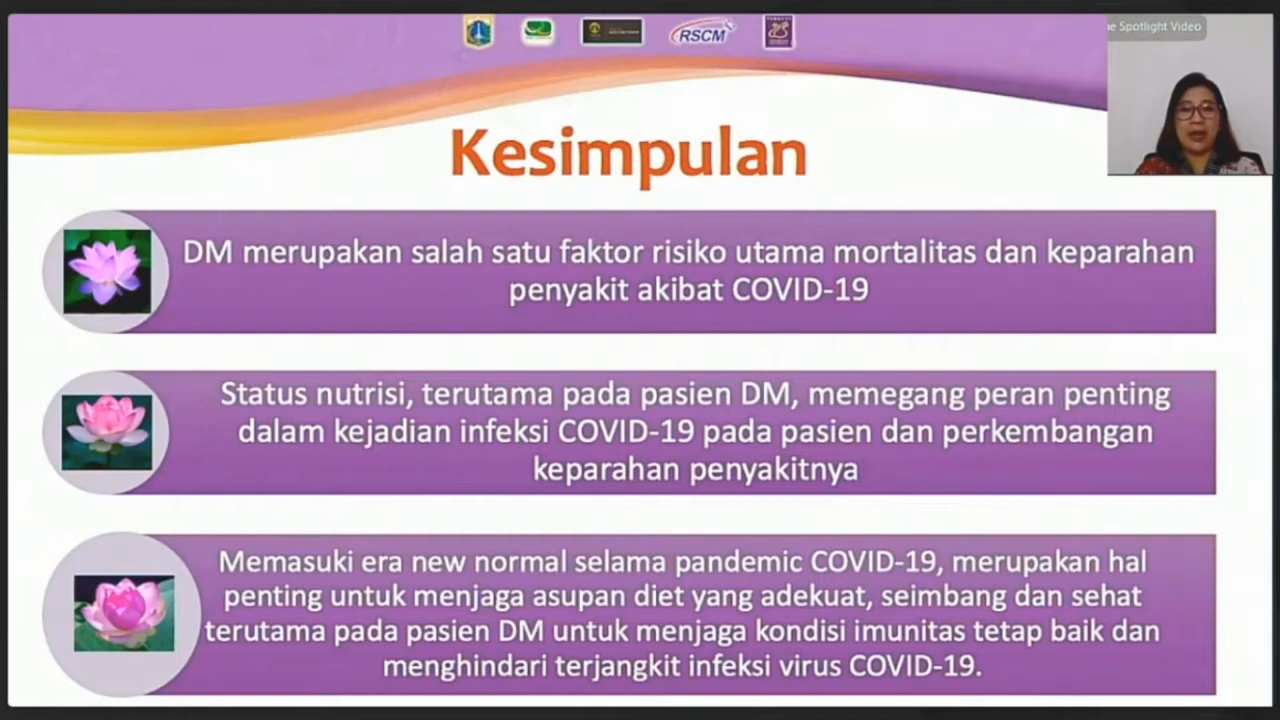 RSCM
e Spotlight Video
Kesimpulan
DM merupakan salah satu faktor risiko utama mortalitas dan keparahan
penyakit akibat COVID-19
Status nutrisi, terutama pada pasien DM, memegang peran penting
dalam kejadian infeksi COVID-19 pada pasien dan perkembangan
keparahan penyakitnya
Memasuki era new normal selama pandemic COVID-19, merupakan hal
penting untuk menjaga asupan diet yang adekuat, seimbang dan sehat
terutama pada pasien DM untuk menjaga kondisi imunitas tetap baik dan
menghindari terjangkit infeksi virus COVID-19.